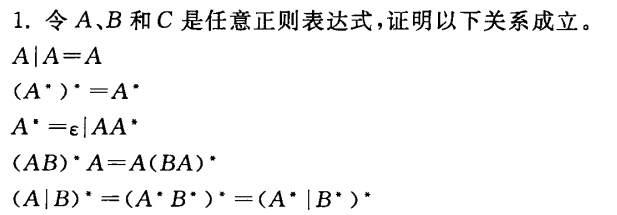 1. 令 A、B 和 C 是任意正则表达式,证明以下关系成立。
A|A=A
(A*)*=A*
A*=ε|AA*
(AB)*A=A(BA)*
(A|B)*=(A*B*)*=(A*|B*)*